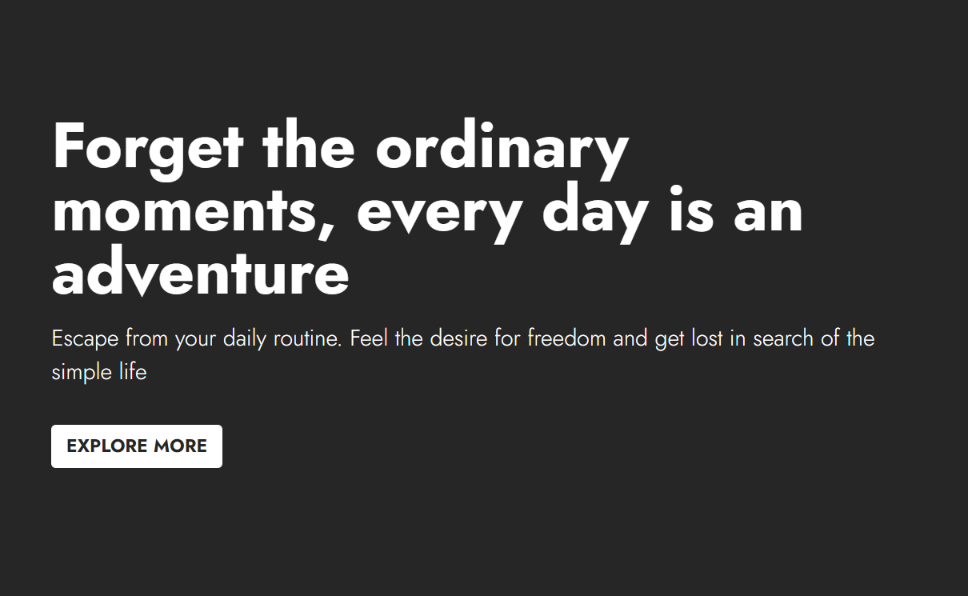 Forget the ordinary
moments, every day is an
adventure
Escape from your daily routine. Feel the desire for freedom and get lost in search of the
simple life
EXPLORE MORE